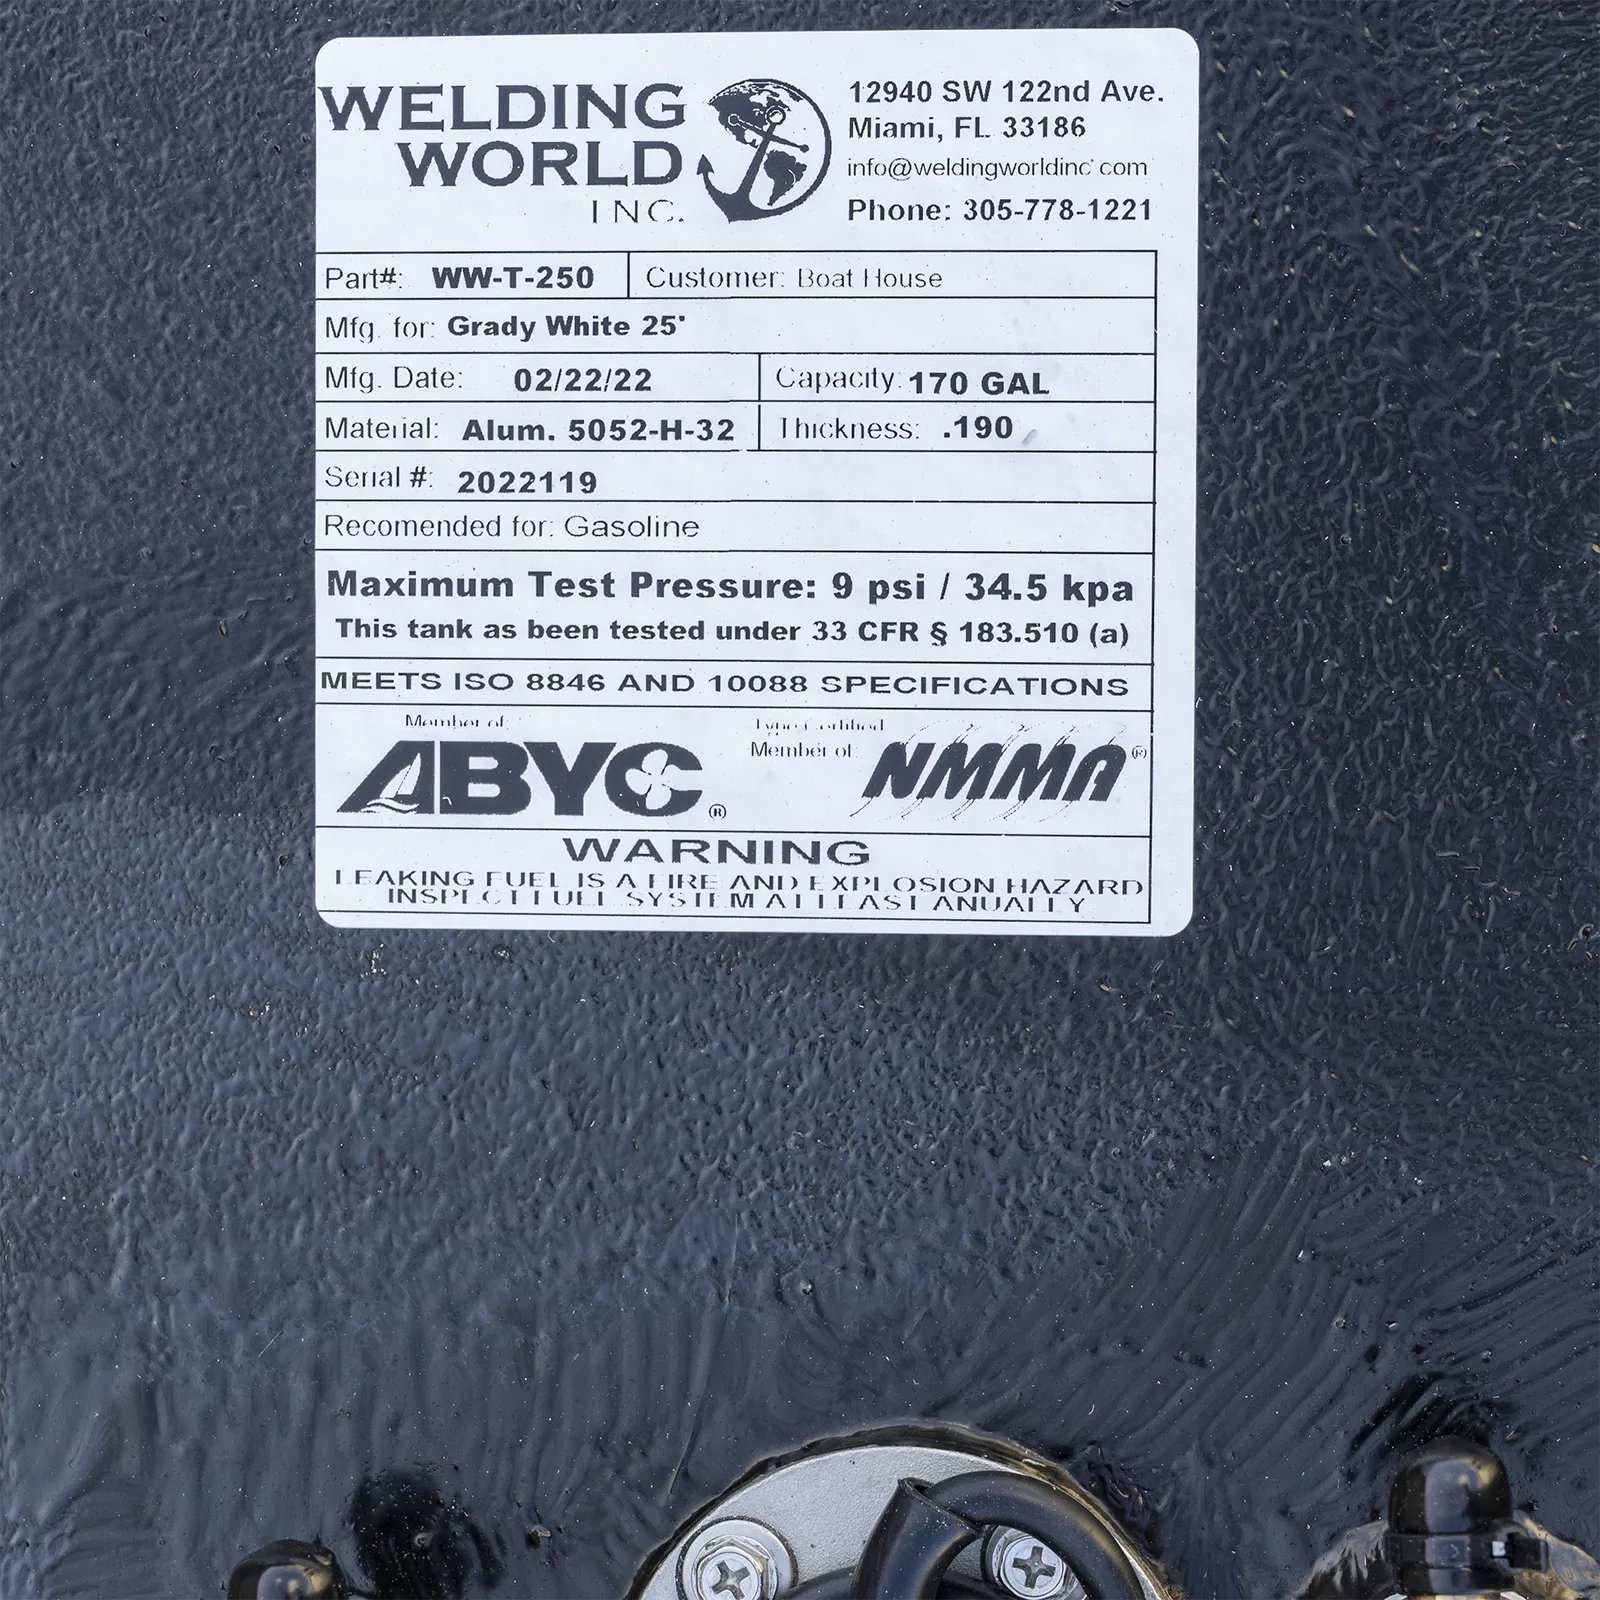 WELDING
WORLD
INC.
12940 SW 122nd Ave.
Miami, FL 33186
info@weldingworldinc.com
Phone: 305-778-1221
Part#: WW-T-250 Customer: Boat House
Mfg. for: Grady White 25'
Mfg. Date: 02/22/22 Capacity: 170 GAL
Material: Alum. 5052-H-32 Thickness: .190
Serial #: 2022119
Recomended for: Gasoline
Maximum Test Pressure: 9 psi / 34.5 kpa
This tank as been tested under 33 CFR § 183.510 (a)
MEETS ISO 8846 AND 10088 SPECIFICATIONS
Member of:
ABYC®
Type Certified
Member of:
NMMA®
WARNING
LEAKING FUEL IS A FIRE AND EXPLOSION HAZARD
INSPECT FUEL SYSTEM AT LEAST ANUALLY